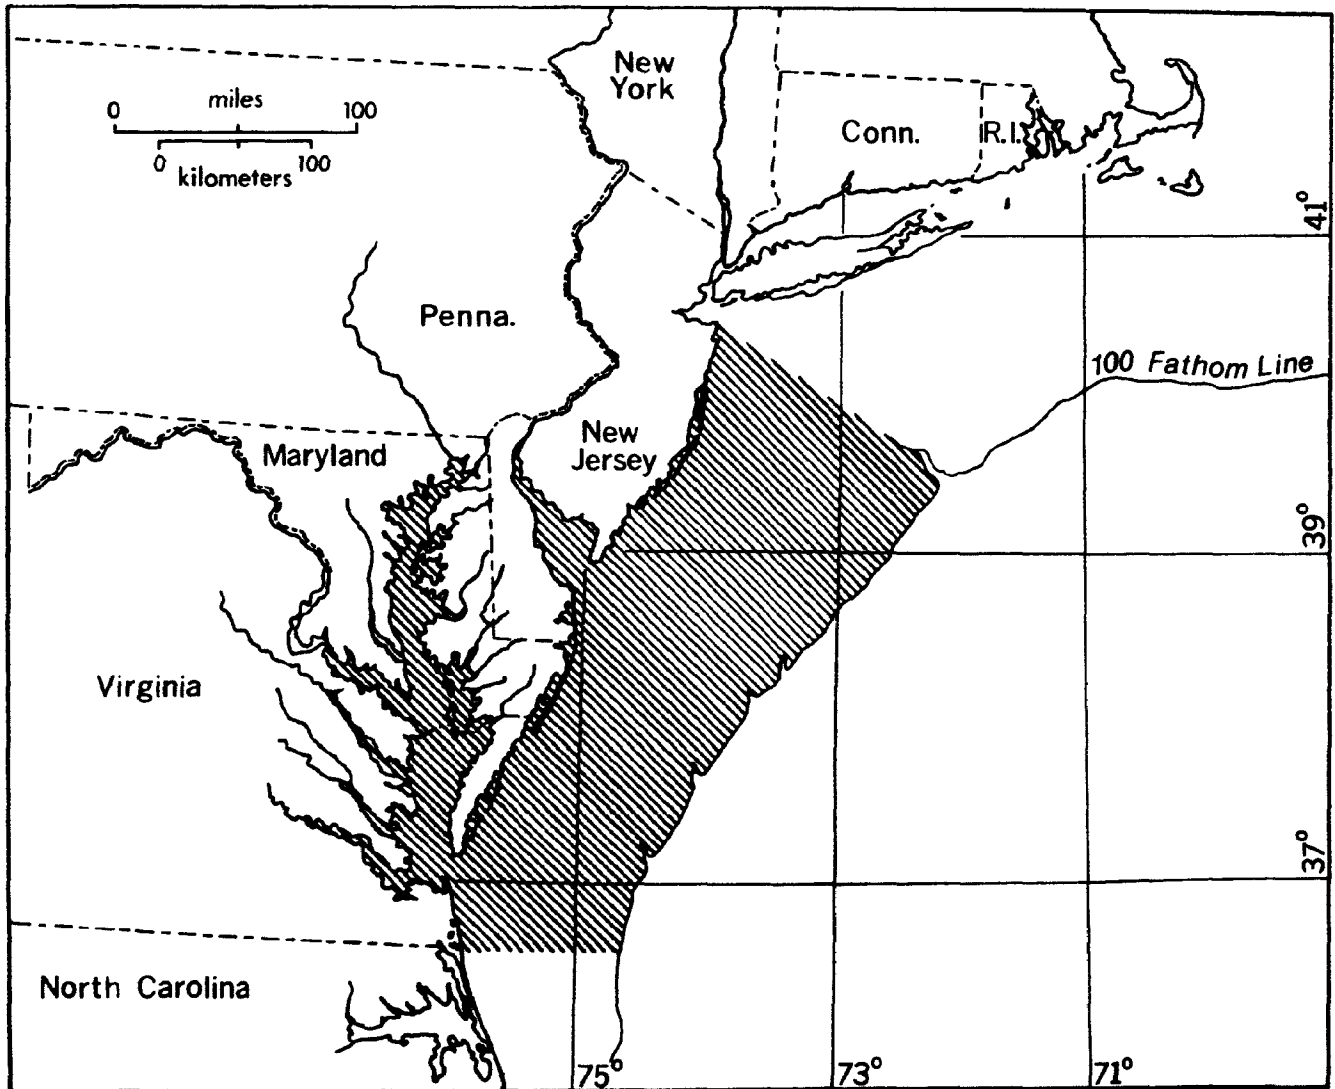 New
York
0 miles 100
0 100
kilometers
Conn.
R.I.
41°
Penna.
100 Fathom Line
New
Jersey
Maryland
39°
Virginia
37°
North Carolina
75°
73°
71°